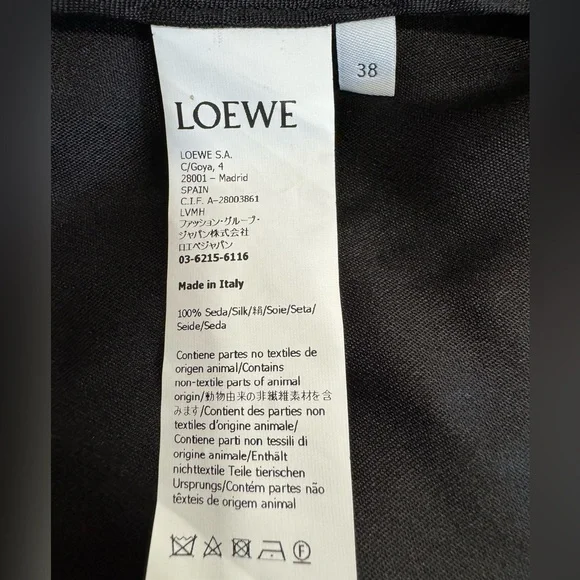 38
LOEWE
LOEWE S.A.
C/Goya, 4
28001 – Madrid
SPAIN
C.I.F. A-28003861
LVMH
ファッション・グループ・
ジャパン株式会社
ロエベジャパン
03-6215-6116
Made in Italy
100% Seda/Silk/絹/Soie/Seta/
Seide/Seda
Contiene partes no textiles de
origen animal/Contains
non-textile parts of animal
origin/動物由来の非繊維素材を含
みます/Contient des parties non
textiles d'origine animale/
Contiene parti non tessili di
origine animale/Enthält
nichttextile Teile tierischen
Ursprungs/Contém partes não
têxteis de origem animal
F